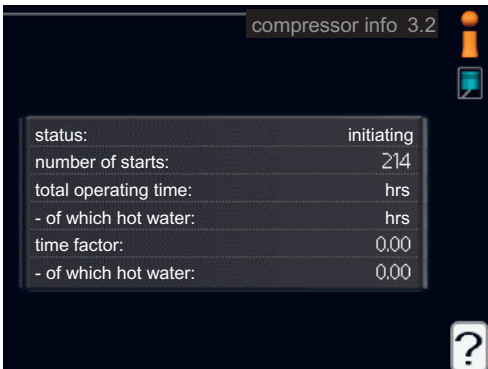 compressor info 3.2
status: initiating
number of starts: 214
total operating time: hrs
- of which hot water: hrs
time factor: 0.00
- of which hot water: 0.00
?